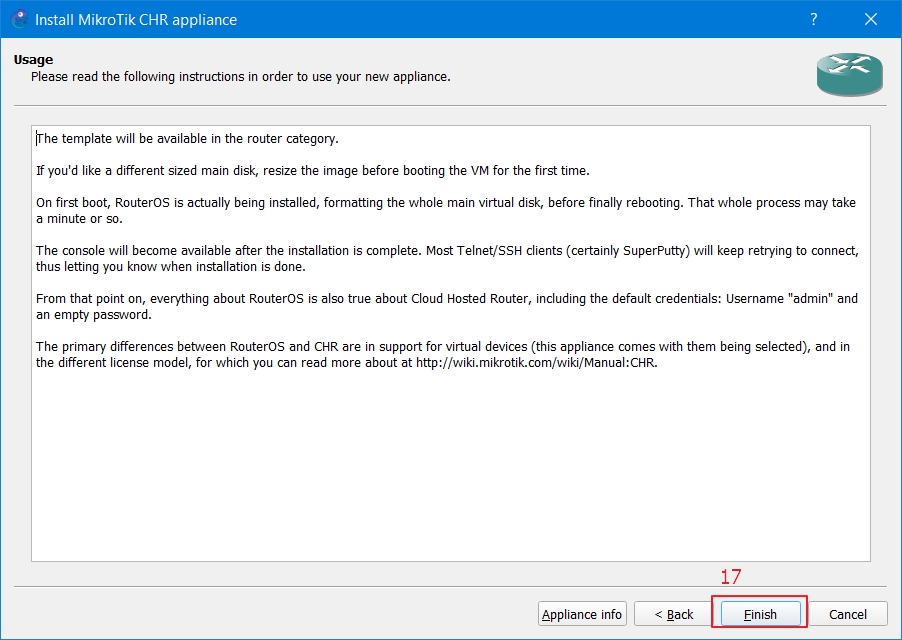 Install MikroTik CHR appliance
?
Usage
Please read the following instructions in order to use your new appliance.
The template will be available in the router category.
If you'd like a different sized main disk, resize the image before booting the VM for the first time.
On first boot, RouterOS is actually being installed, formatting the whole main virtual disk, before finally rebooting. That whole process may take
a minute or so.
The console will become available after the installation is complete. Most Telnet/SSH clients (certainly SuperPutty) will keep retrying to connect,
thus letting you know when installation is done.
From that point on, everything about RouterOS is also true about Cloud Hosted Router, including the default credentials: Username "admin" and
an empty password.
The primary differences between RouterOS and CHR are in support for virtual devices (this appliance comes with them being selected), and in
the different license model, for which you can read more about at http://wiki.mikrotik.com/wiki/Manual:CHR.
17
Appliance info
< Back
Finish
Cancel